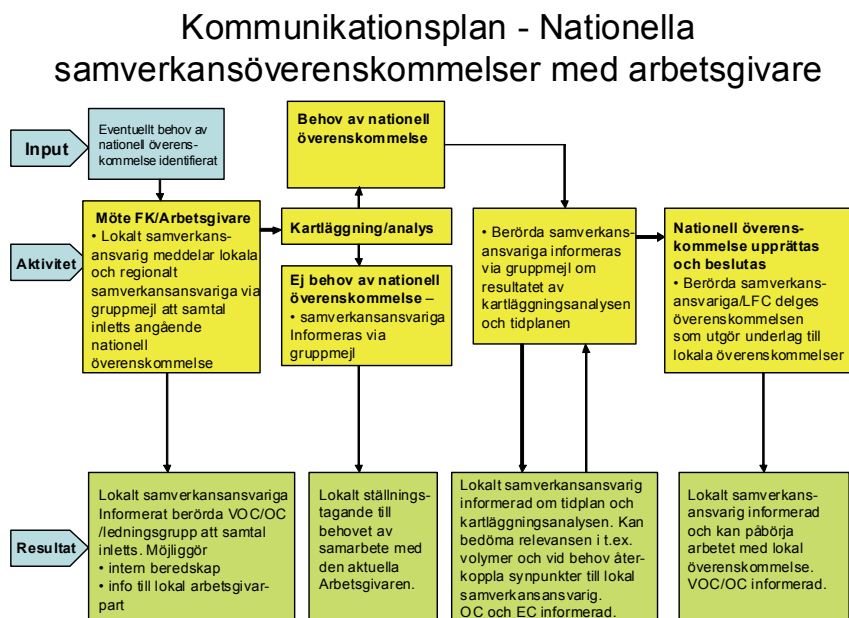 Kommunikationsplan - Nationella
samverkansöverenskommelser med arbetsgivare
Input
Eventuellt behov av
nationell överens-
kommelse identifierat
Behov av nationell
överenskommelse
Aktivitet
Möte FK/Arbetsgivare
• Lokalt samverkans-
ansvarig meddelar lokala
och regionalt
samverkansansvariga via
gruppmejl att samtal
inletts angående
nationell
överenskommelse
Kartläggning/analys
Ej behov av nationell
överenskommelse –
• samverkansansvariga
Informeras via
gruppmejl
• Berörda samverkans-
ansvariga informeras
via gruppmejl om
resultatet av
kartläggningsanalysen
och tidplanen
Nationell överens-
kommelse upprättas
och beslutas
• Berörda samverkans-
ansvariga/LFC delges
överenskommelsen
som utgör underlag till
lokala överenskommelser
Resultat
Lokalt samverkansansvariga
Informerat berörda VOC/OC
/ledningsgrupp att samtal
inletts. Möjliggör
• intern beredskap
• info till lokal arbetsgivar-
part
Lokalt ställnings-
tagande till
behovet av
samarbete med
den aktuella
Arbetsgivaren.
Lokalt samverkansansvarig
informerad om tidplan och
kartläggningsanalysen. Kan
bedöma relevansen i t.ex.
volymer och vid behov åter-
koppla synpunkter till lokal
samverkansansvarig.
OC och EC informerad.
Lokalt samverkans-
ansvarig informerad
och kan påbörja
arbetet med lokal
överenskommelse.
VOC/OC informerad.